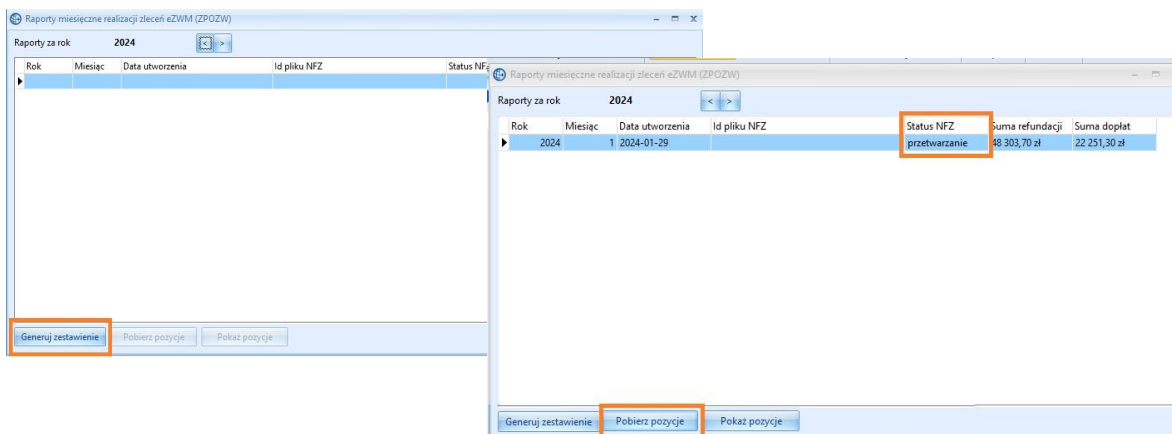 Raporty miesięczne realizacji zleceń eZWM (ZPOZW)
Raporty za rok 2024 < >
Rok Miesiąc Data utworzenia Id pliku NFZ Status NF
Generuj zestawienie Pobierz pozycje Pokaż pozycje
Raporty miesięczne realizacji zleceń eZWM (ZPOZW)
Raporty za rok 2024 < >
Rok Miesiąc Data utworzenia Id pliku NFZ Status NFZ Suma refundacji Suma dopłat
2024 1 2024-01-29 przetwarzanie 48 303,70 zł 22 251,30 zł
Generuj zestawienie Pobierz pozycje Pokaż pozycje